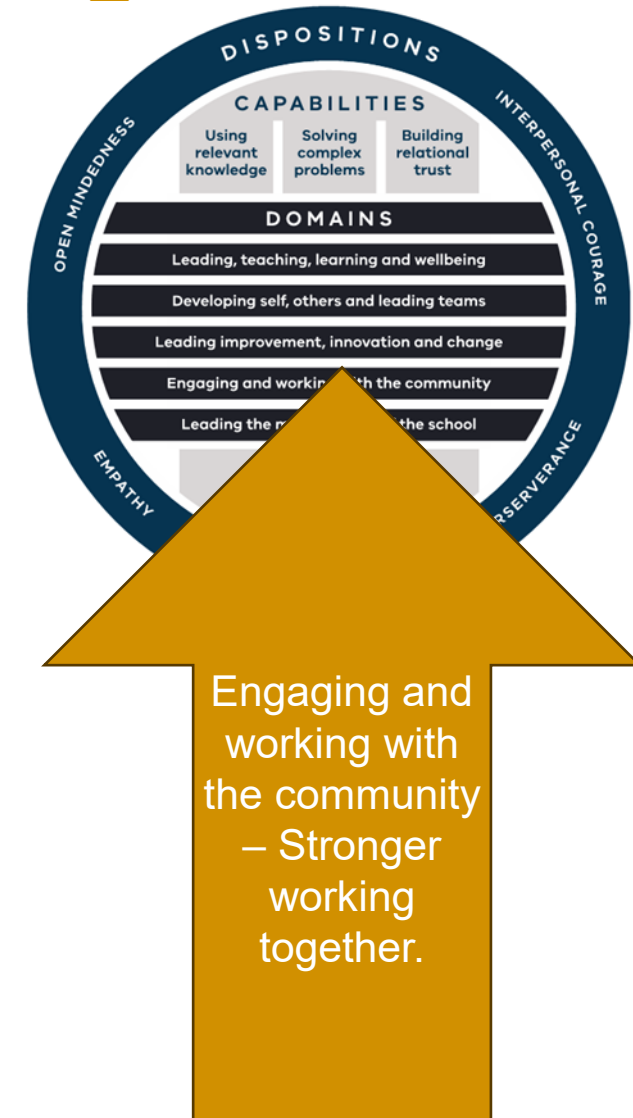 DISPOSITIONS
OPEN MINDEDNESS
INTERPERSONAL COURAGE
CAPABILITIES
Using
relevant
knowledge
Solving
complex
problems
Building
relational
trust
DOMAINS
Leading, teaching, learning and wellbeing
Developing self, others and leading teams
Leading improvement, innovation and change
Engaging and the community
Leading the the school
EMPATHY
Engaging and
working with
the community
– Stronger
working
together.